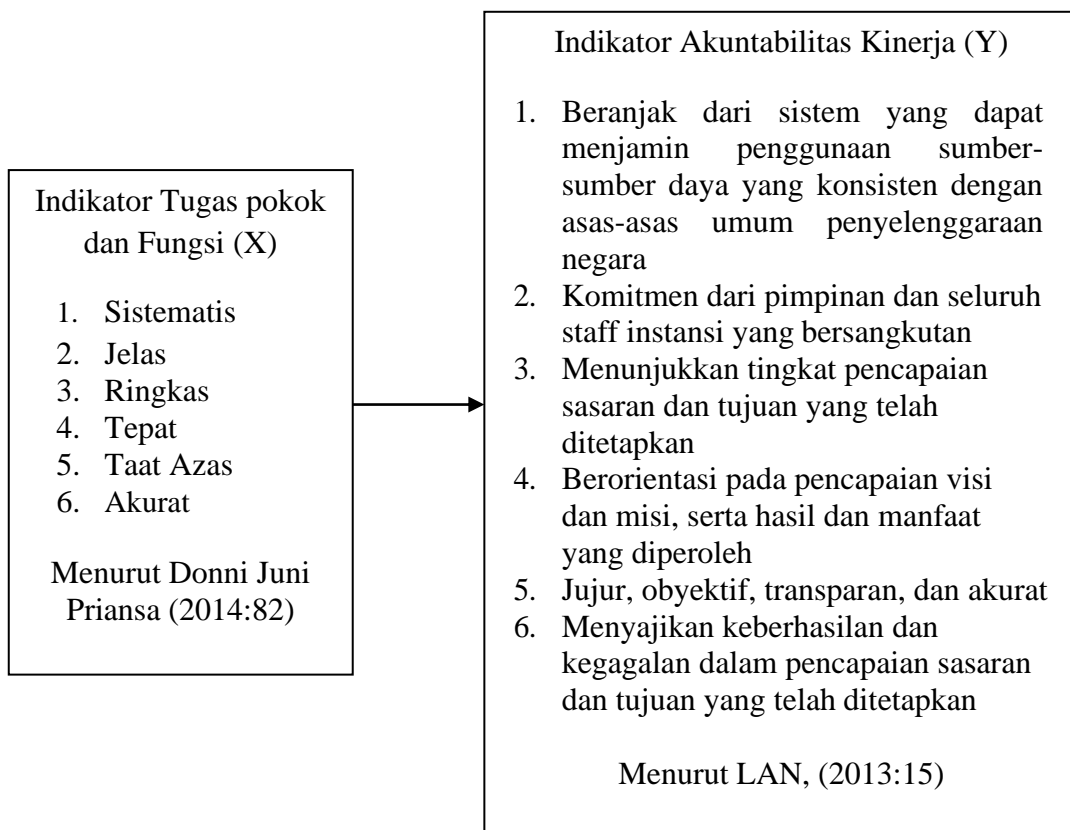 Indikator Tugas pokok
dan Fungsi (X)
1. Sistematis
2. Jelas
3. Ringkas
4. Tepat
5. Taat Azas
6. Akurat
Menurut Donni Juni
Priansa (2014:82)
Indikator Akuntabilitas Kinerja (Y)
1. Beranjak dari sistem yang dapat
menjamin penggunaan sumber-
sumber daya yang konsisten dengan
asas-asas umum penyelenggaraan
negara
2. Komitmen dari pimpinan dan seluruh
staff instansi yang bersangkutan
3. Menunjukkan tingkat pencapaian
sasaran dan tujuan yang telah
ditetapkan
4. Berorientasi pada pencapaian visi
dan misi, serta hasil dan manfaat
yang diperoleh
5. Jujur, obyektif, transparan, dan akurat
6. Menyajikan keberhasilan dan
kegagalan dalam pencapaian sasaran
dan tujuan yang telah ditetapkan
Menurut LAN, (2013:15)